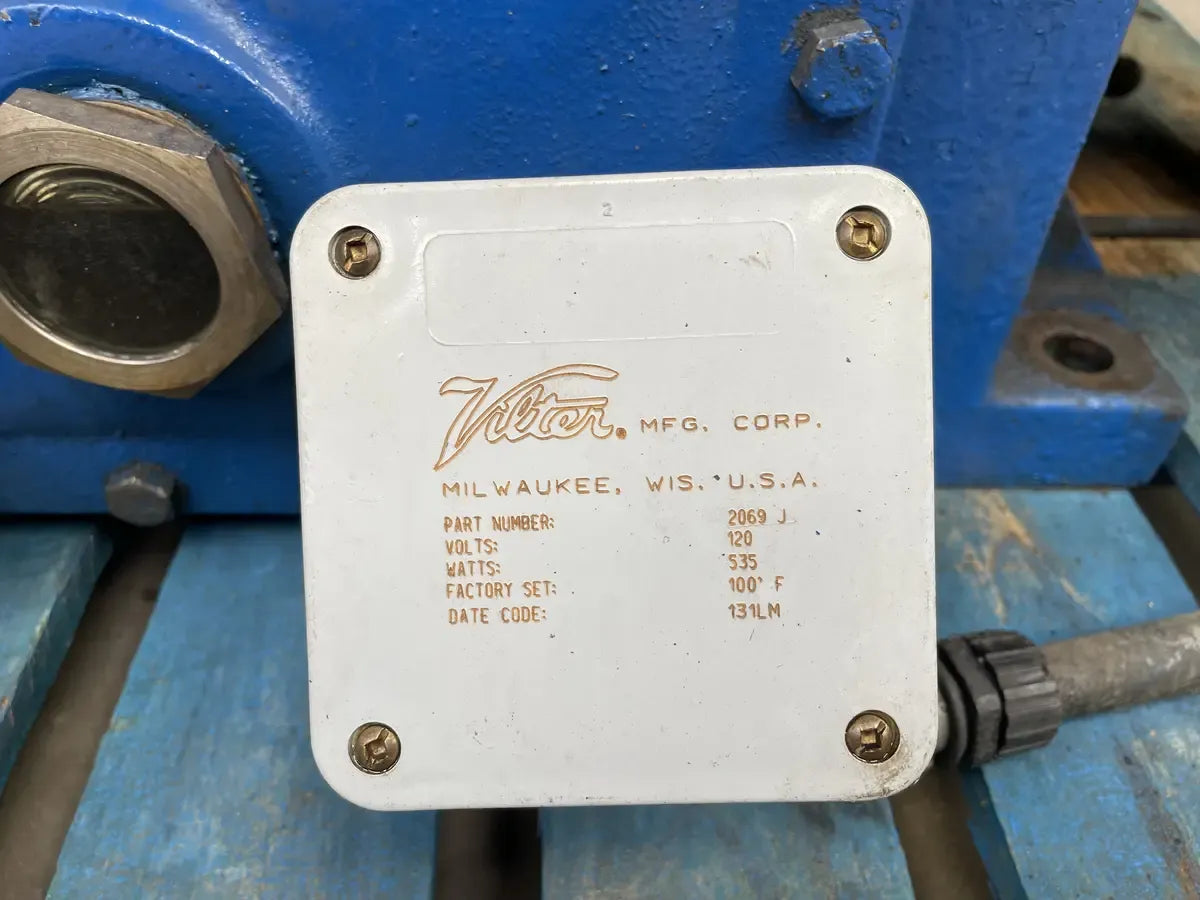 2
Vilter. MFG. CORP.
MILWAUKEE, WIS. U.S.A.
PART NUMBER: 2069 J
VOLTS: 120
WATTS: 535
FACTORY SET: 100° F
DATE CODE: 131LM